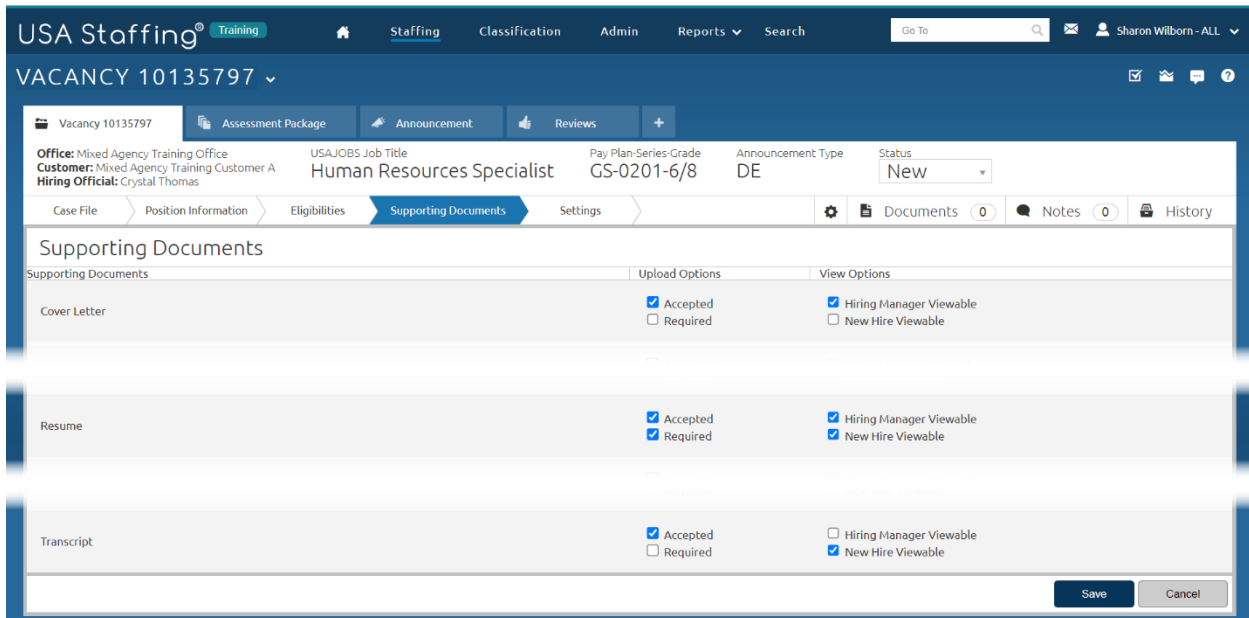 USA Staffing® Training Staffing Classification Admin Reports Search Go To Sharon Wilborn - ALL
VACANCY 10135797
Vacancy 10135797 Assessment Package Announcement Reviews +
Office: Mixed Agency Training Office
Customer: Mixed Agency Training Customer A
Hiring Official: Crystal Thomas
USAJOBS Job Title
Human Resources Specialist
Pay Plan-Series-Grade
GS-0201-6/8
Announcement Type
DE
Status
New
Case File Position Information Eligibilities Supporting Documents Settings Documents 0 Notes 0 History
Supporting Documents
Supporting Documents Upload Options View Options
Cover Letter
Accepted
Required
Hiring Manager Viewable
New Hire Viewable
Resume
Accepted
Required
Hiring Manager Viewable
New Hire Viewable
Transcript
Accepted
Required
Hiring Manager Viewable
New Hire Viewable
Save Cancel